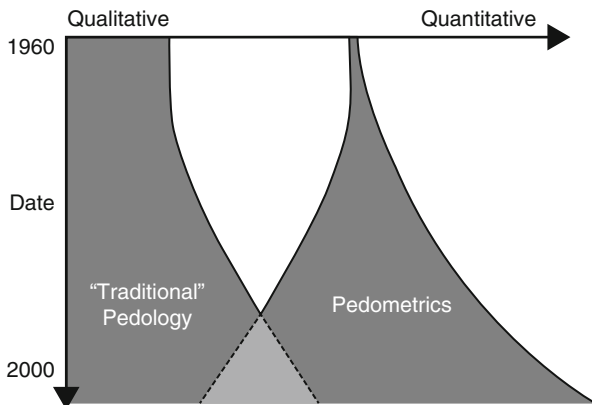 Qualitative
Quantitative
1960
Date
“Traditional”
Pedology
Pedometrics
2000